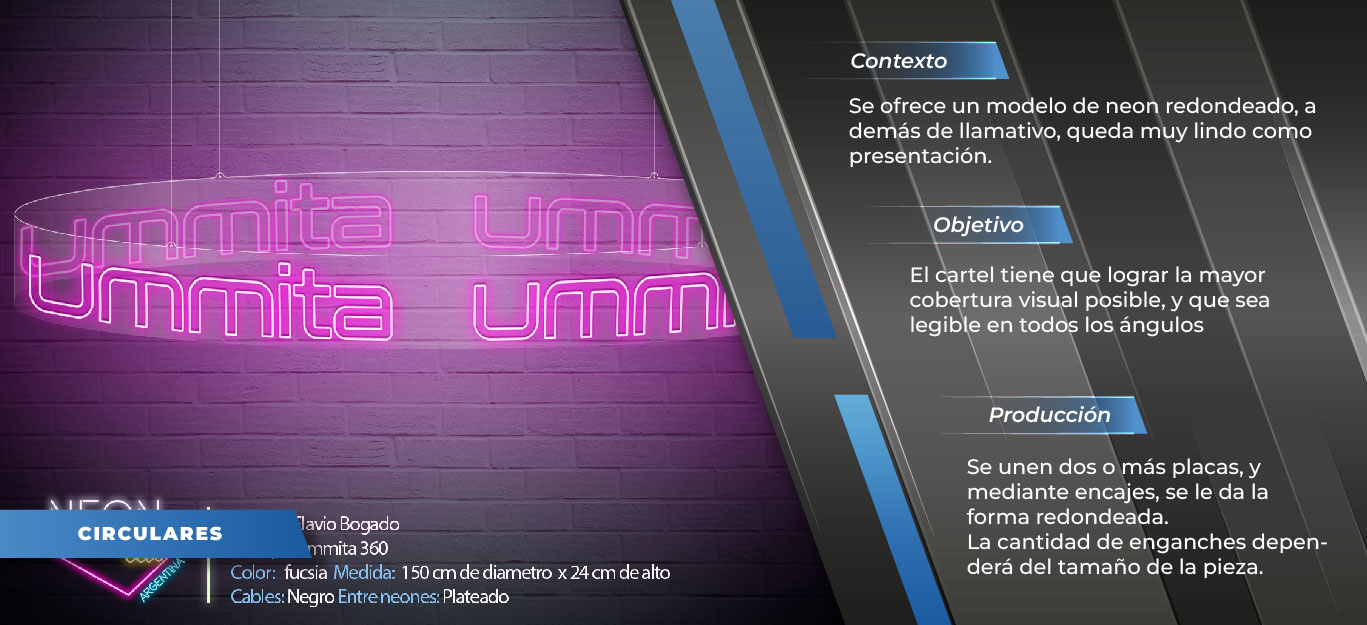 ummita
umm
ummita
umm
NEON
CIRCULARES
ARGENTINA
Flavio Bogado
mmita 360
Color: fucsia Medida: 150 cm de diametro x 24 cm de alto
Cables: Negro Entre neones: Plateado
Contexto
Se ofrece un modelo de neon redondeado, a
demás de llamativo, queda muy lindo como
presentación.
Objetivo
El cartel tiene que lograr la mayor
cobertura visual posible, y que sea
legible en todos los ángulos
Producción
Se unen dos o más placas, y
mediante encajes, se le da la
forma redondeada.
La cantidad de enganches depen-
derá del tamaño de la pieza.